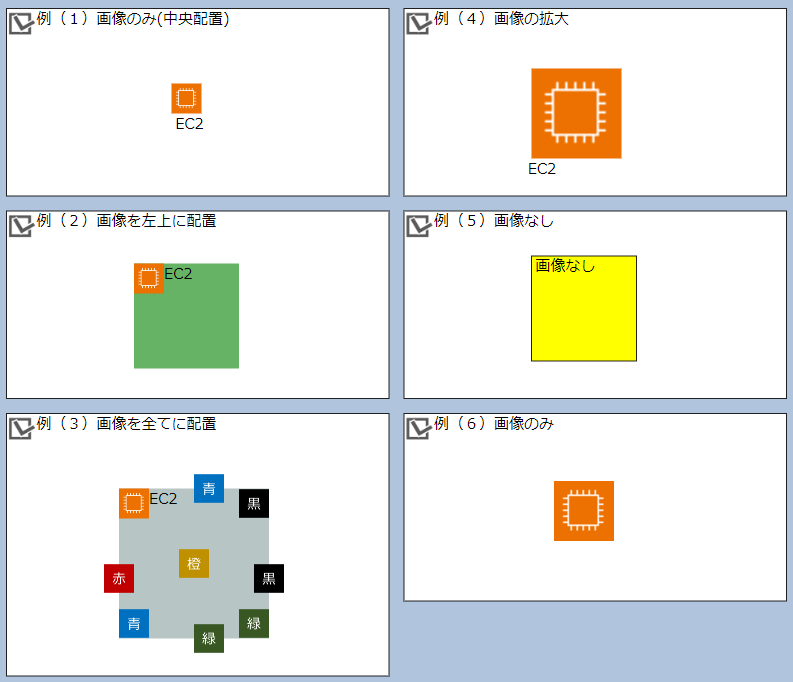 例（１）画像のみ(中央配置)
EC2
例（２）画像を左上に配置
EC2
例（３）画像を全てに配置
EC2
青
黒
橙
赤
黒
青
緑
緑
例（４）画像の拡大
EC2
例（５）画像なし
画像なし
例（６）画像のみ